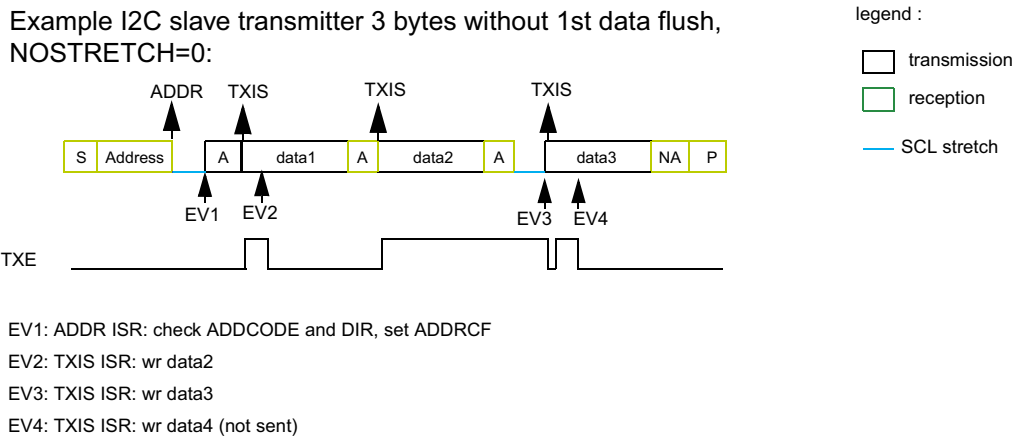 Example I2C slave transmitter 3 bytes without 1st data flush,
NOSTRETCH=0:
legend :
transmission
reception
SCL stretch
ADDR TXIS TXIS TXIS
S Address A data1 A data2 A data3 NA P
EV1 EV2 EV3 EV4
TXE
EV1: ADDR ISR: check ADDCODE and DIR, set ADDRCF
EV2: TXIS ISR: wr data2
EV3: TXIS ISR: wr data3
EV4: TXIS ISR: wr data4 (not sent)